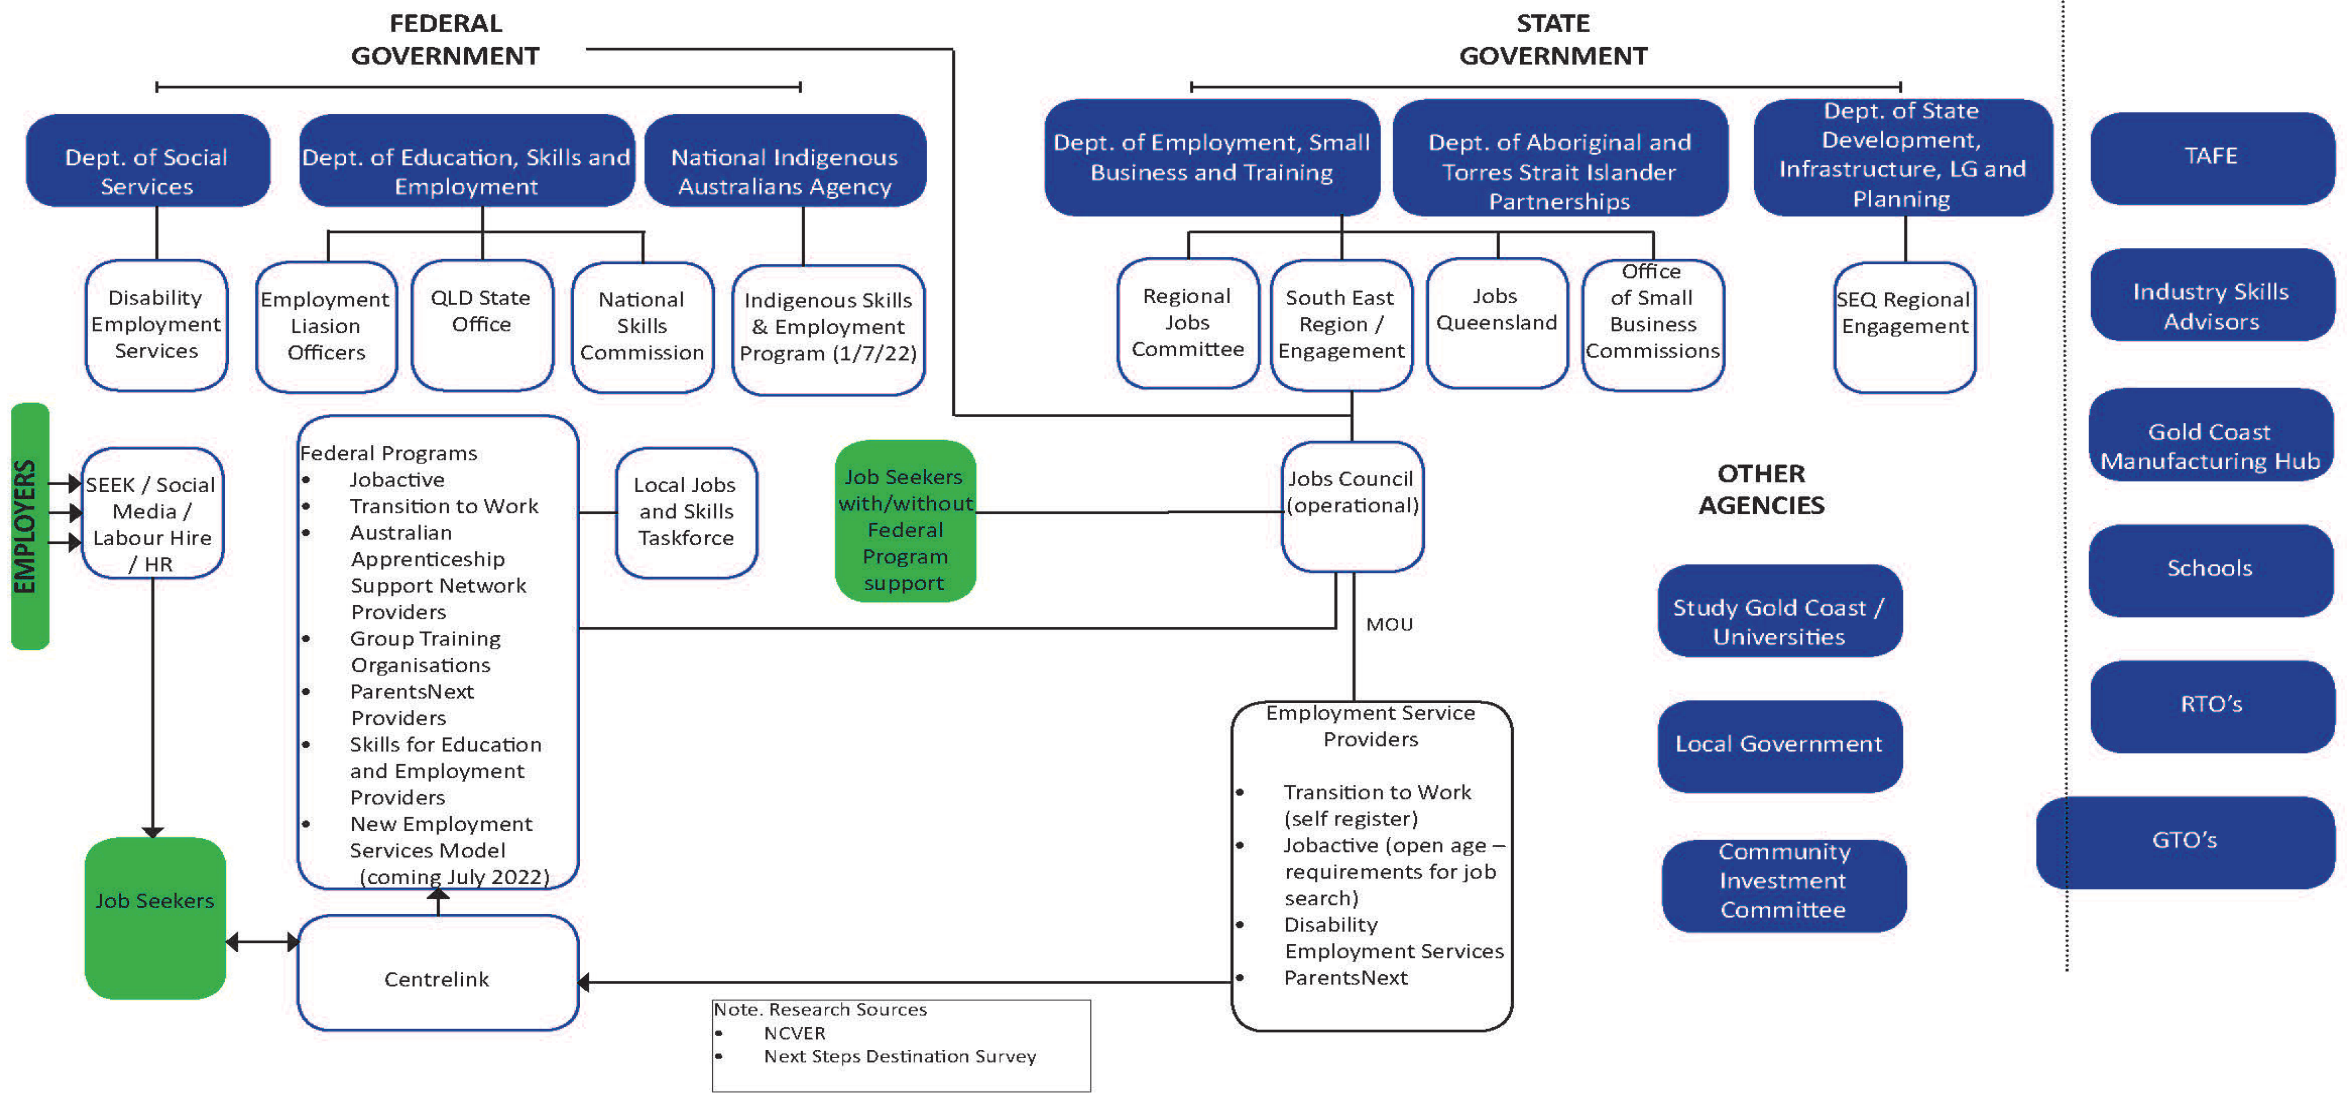 FEDERAL
GOVERNMENT
STATE
GOVERNMENT
Dept. of Social
Services
Dept. of Education, Skills and
Employment
National Indigenous
Australians Agency
Dept. of Employment, Small
Business and Training
Dept. of Aboriginal and
Torres Strait Islander
Partnerships
Dept. of State
Development,
Infrastructure, LG and
Planning
TAFE
Disability
Employment
Services
Employment
Liasion
Officers
QLD State
Office
National
Skills
Commission
Indigenous Skills
& Employment
Program (1/7/22)
Regional
Jobs
Committee
South East
Region /
Engagement
Jobs
Queensland
Office
of Small
Business
Commissions
SEQ Regional
Engagement
Industry Skills
Advisors
Gold Coast
Manufacturing Hub
EMPLOYERS
SEEK / Social
Media /
Labour Hire
/ HR
Federal Programs
• Jobactive
• Transition to Work
• Australian
Apprenticeship
Support Network
Providers
• Group Training
Organisations
• ParentsNext
Providers
• Skills for Education
and Employment
Providers
• New Employment
Services Model
(coming July 2022)
Local Jobs
and Skills
Taskforce
Job Seekers
with/without
Federal
Program
support
Jobs Council
(operational)
MOU
OTHER
AGENCIES
Schools
Study Gold Coast /
Universities
RTO's
Local Government
GTO's
Community
Investment
Committee
Employment Service
Providers
• Transition to Work
(self register)
• Jobactive (open age –
requirements for job
search)
• Disability
Employment Services
• ParentsNext
Job Seekers
Centrelink
Note. Research Sources
• NCVER
• Next Steps Destination Survey